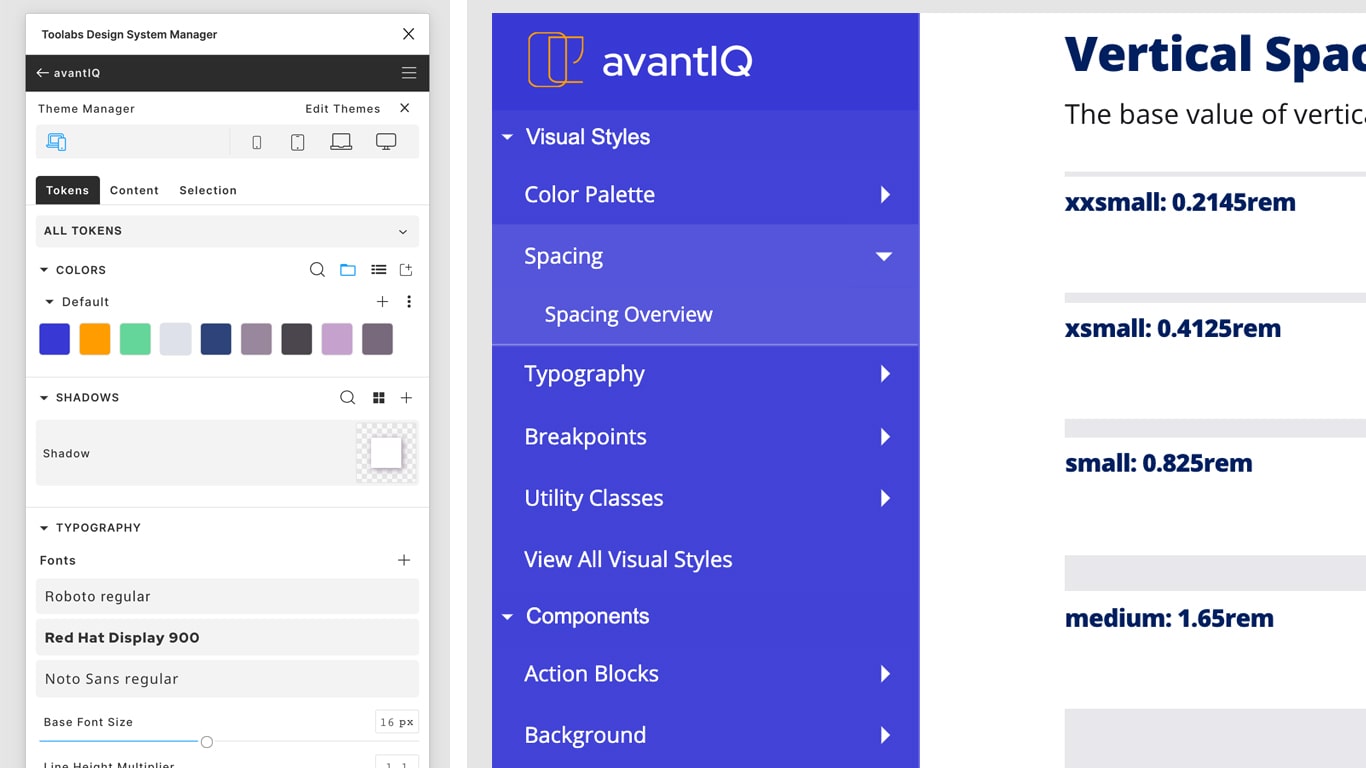 Toolabs Design System Manager
avantIQ
Theme Manager
Edit Themes
Tokens
Content
Selection
ALL TOKENS
COLORS
Default
SHADOWS
Shadow
TYPOGRAPHY
Fonts
Roboto regular
Red Hat Display 900
Noto Sans regular
Base Font Size
16 px
Line Height Multiplier
avantIQ
Visual Styles
Color Palette
Spacing
Spacing Overview
Typography
Breakpoints
Utility Classes
View All Visual Styles
Components
Action Blocks
Background
Vertical Spac
The base value of vertica
xxsmall: 0.2145rem
xsmall: 0.4125rem
small: 0.825rem
medium: 1.65rem